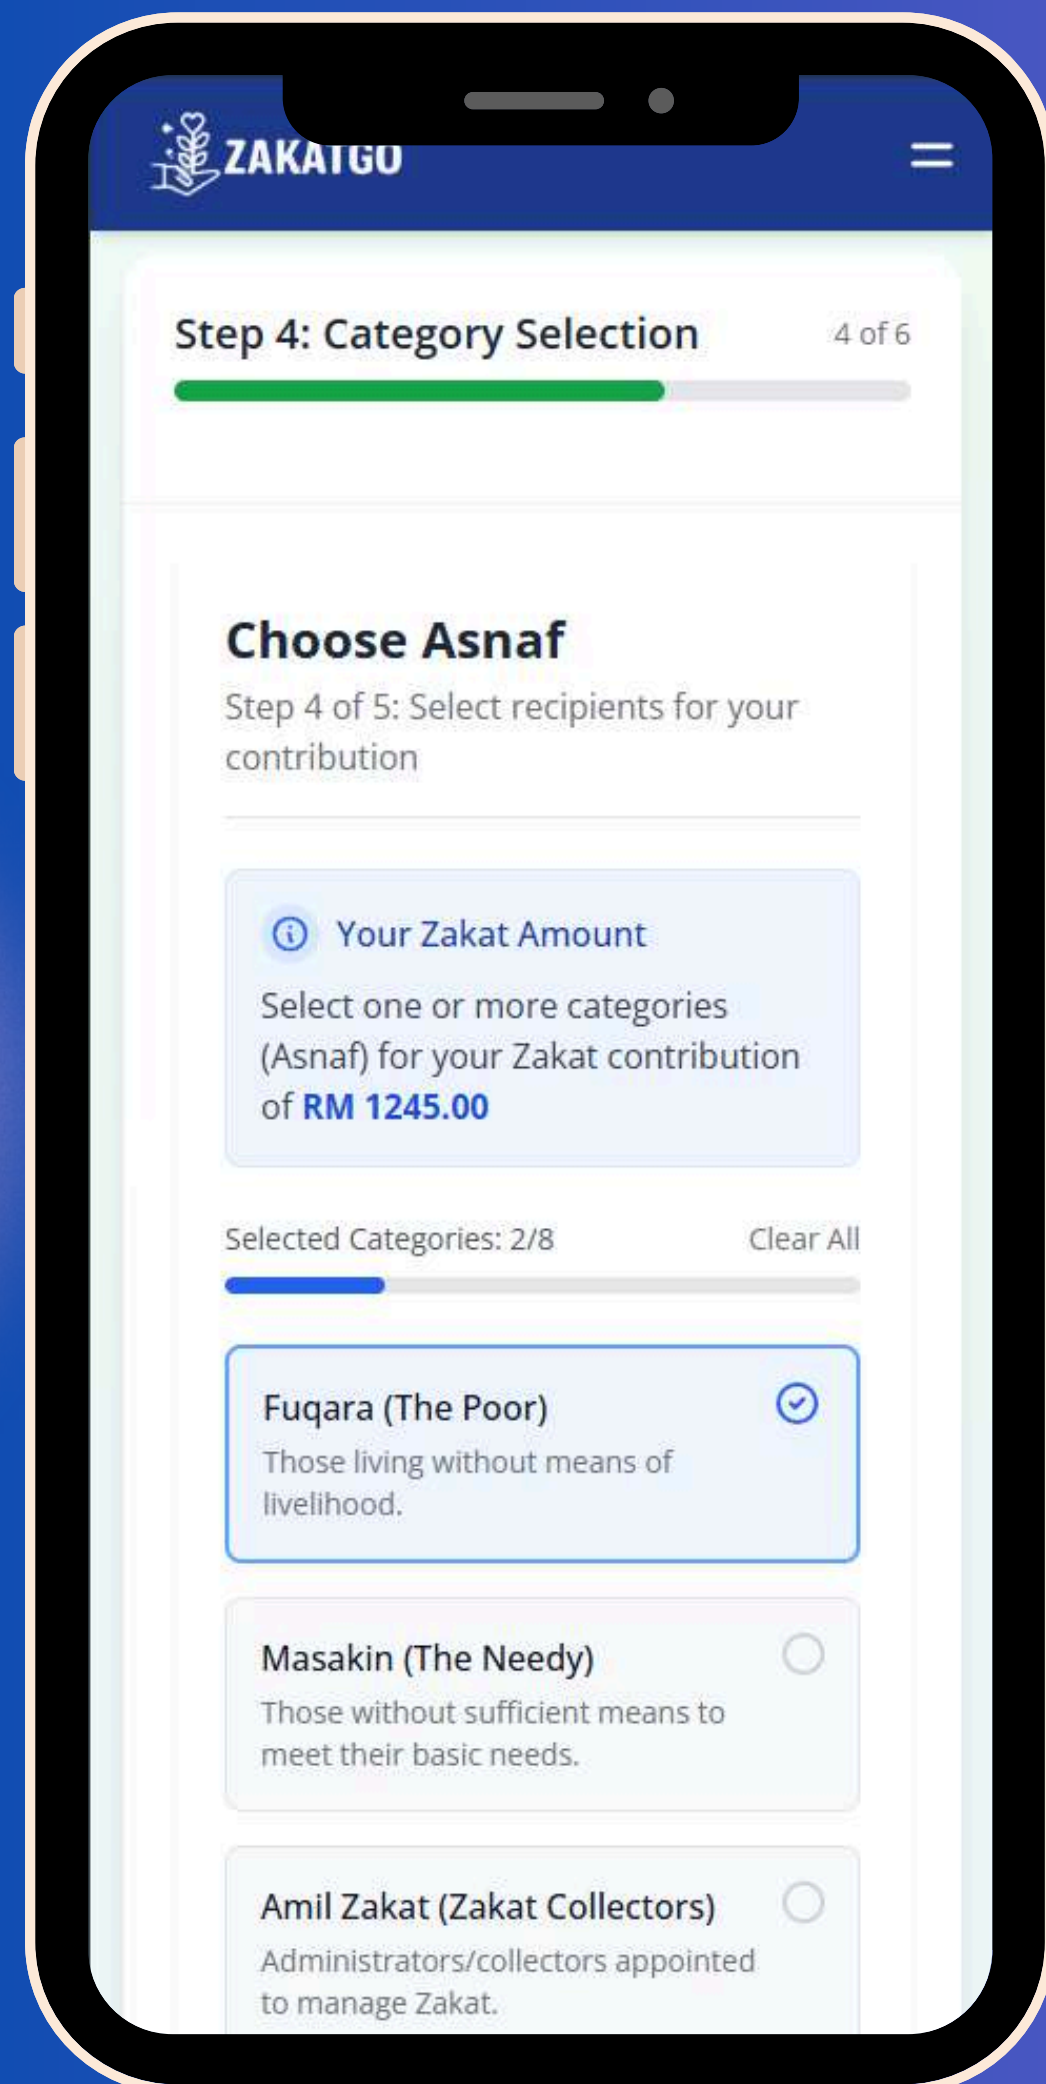 ZAKATGO
Step 4: Category Selection
4 of 6
Choose Asnaf
Step 4 of 5: Select recipients for your
contribution
Your Zakat Amount
Select one or more categories
(Asnaf) for your Zakat contribution
of RM 1245.00
Selected Categories: 2/8
Clear All
Fuqara (The Poor)
Those living without means of
livelihood.
Masakin (The Needy)
Those without sufficient means to
meet their basic needs.
Amil Zakat (Zakat Collectors)
Administrators/collectors appointed
to manage Zakat.